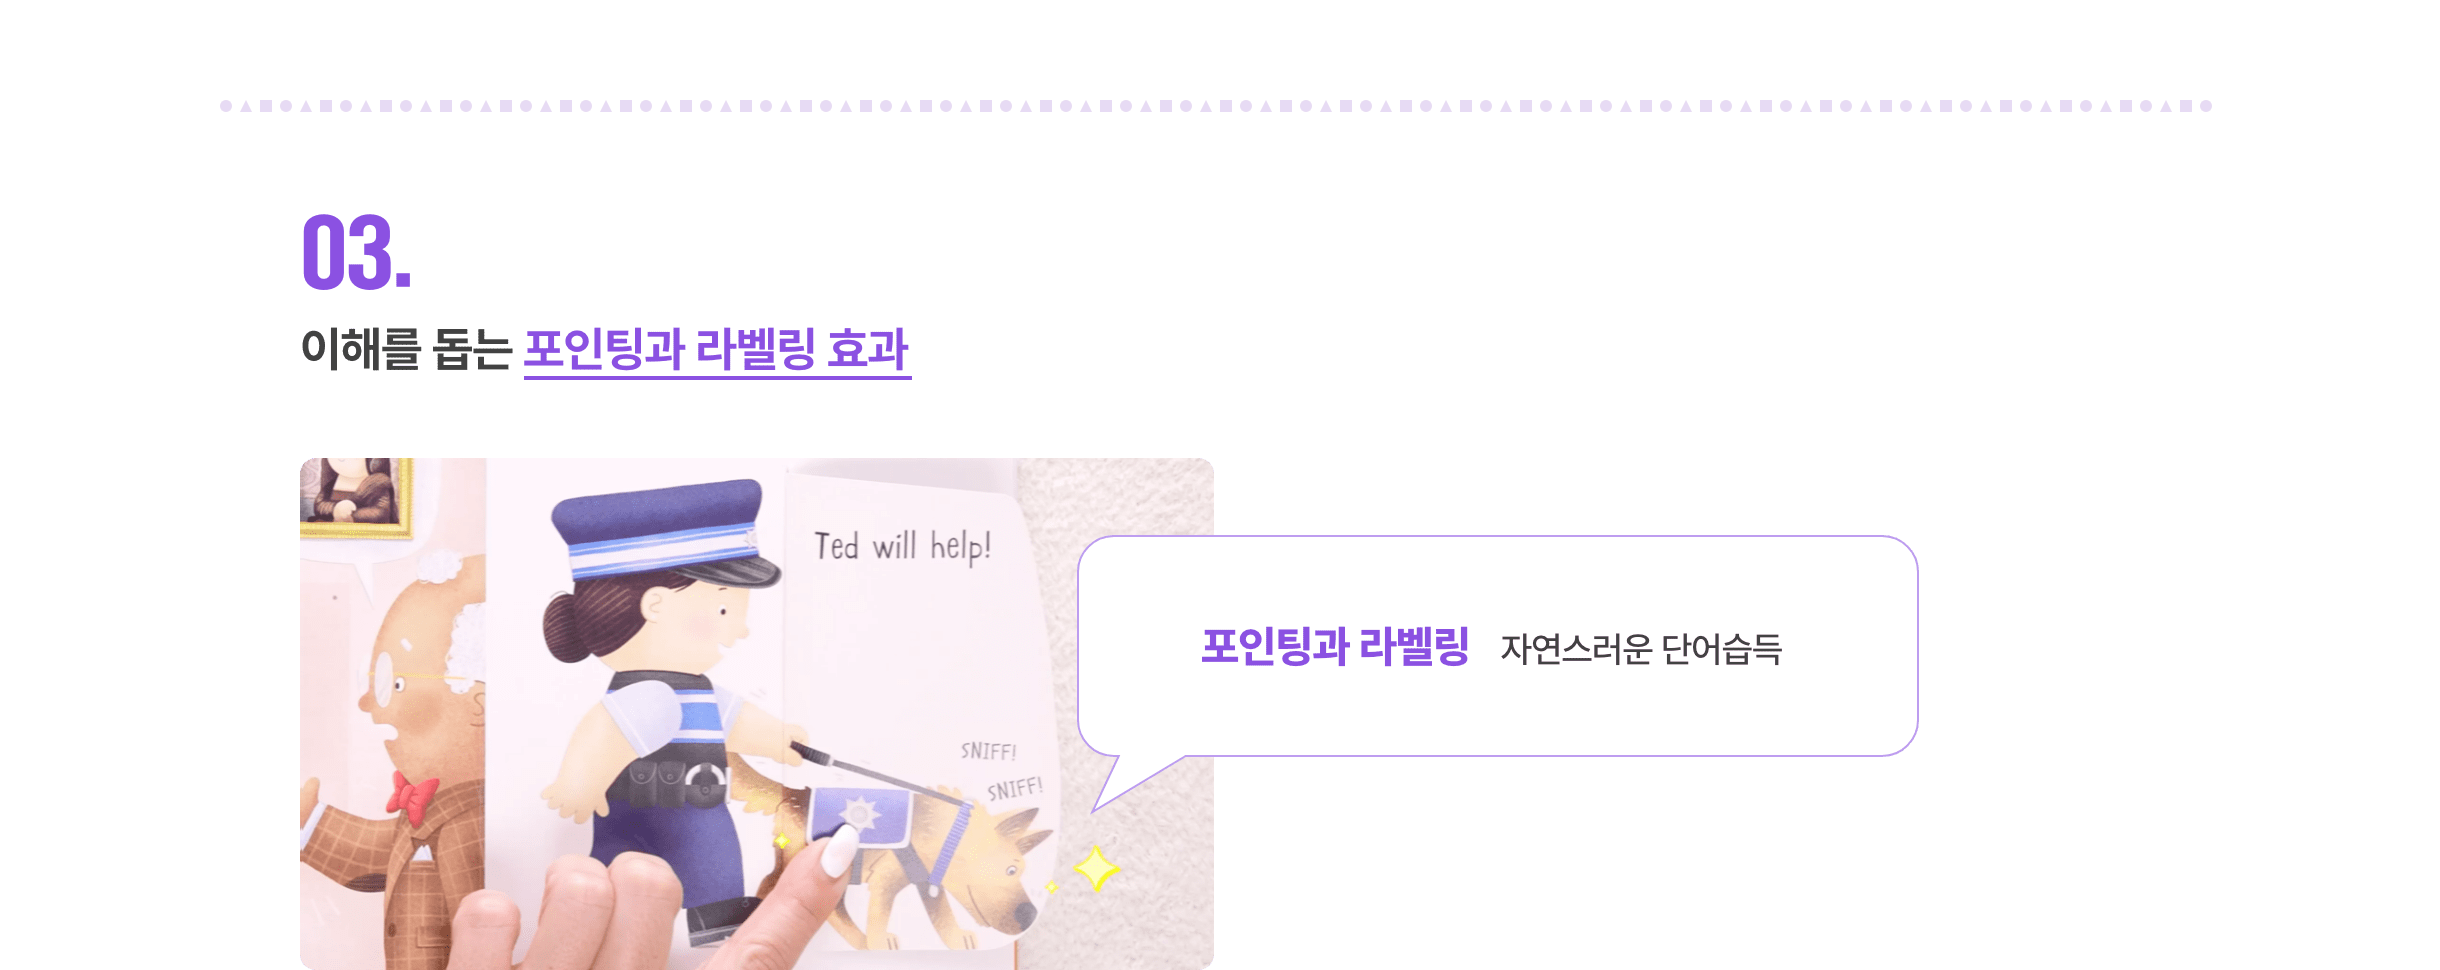 03.
이해를 돕는 포인팅과 라벨링 효과
Ted will help!
포인팅과 라벨링 자연스러운 단어습득
SNIFF!
SNIFF!